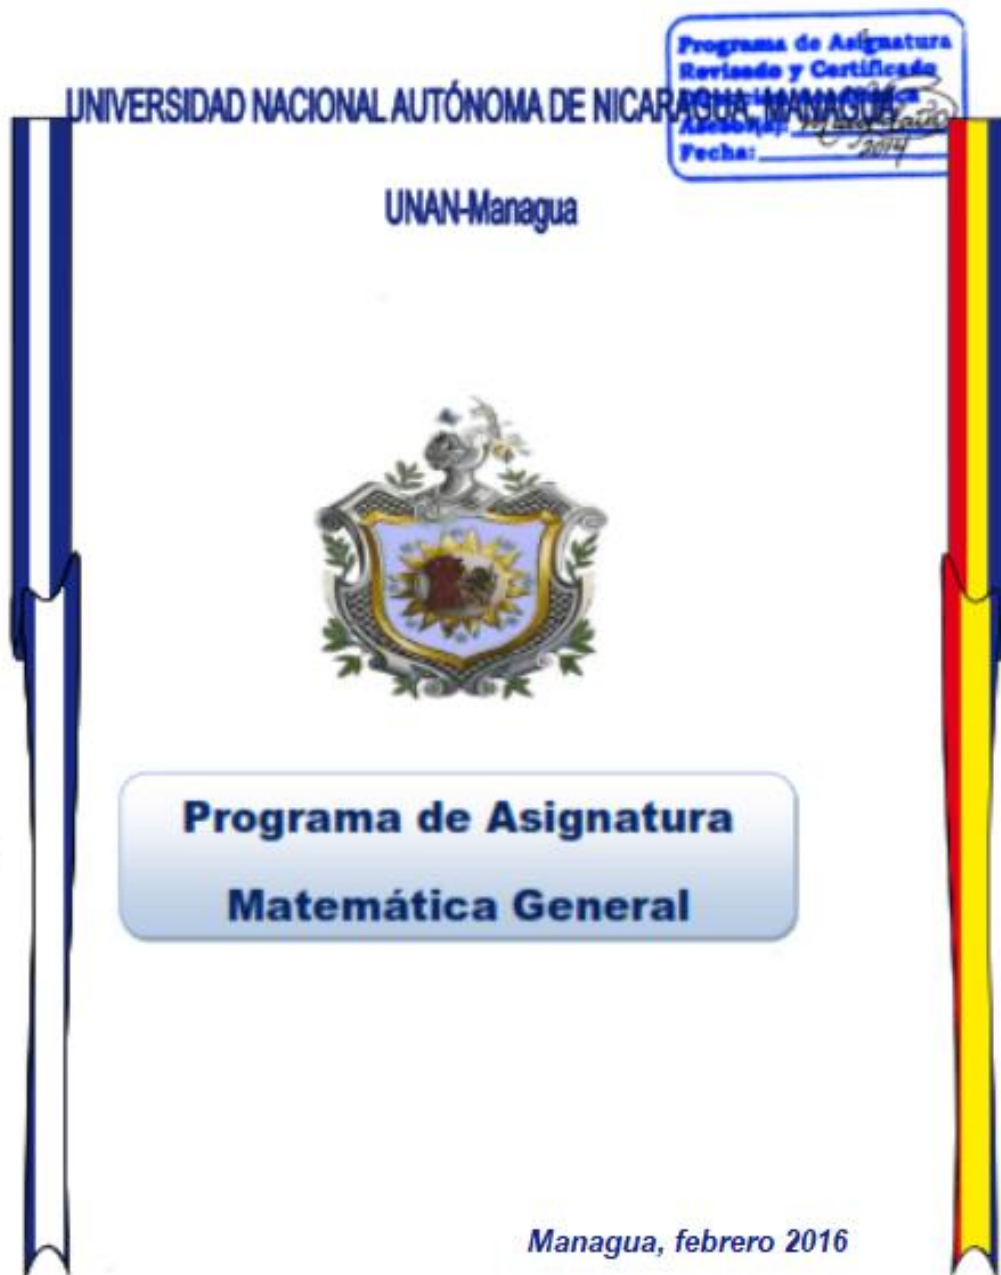 Programa de Asignatura
Revisado y Certificado
UNIVERSIDAD NACIONAL AUTÓNOMA DE NICARAGUA, MANAGUA
Fecha: 2014
UNAN-Managua
Programa de Asignatura
Matemática General
Managua, febrero 2016